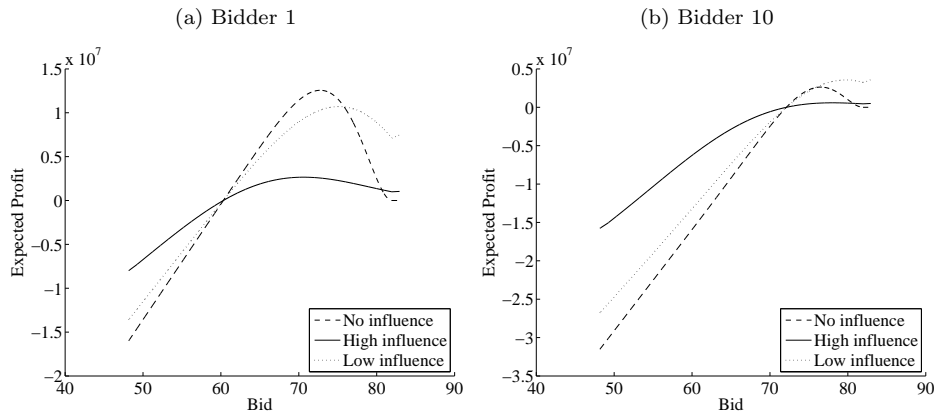 (a) Bidder 1
x 10^7
1.5
1
0.5
0
−0.5
−1
−1.5
−2
40 50 60 70 80 90
Bid
Expected Profit
No influence
High influence
Low influence
(b) Bidder 10
x 10^7
0.5
0
−0.5
−1
−1.5
−2
−2.5
−3
−3.5
40 50 60 70 80 90
Bid
Expected Profit
No influence
High influence
Low influence